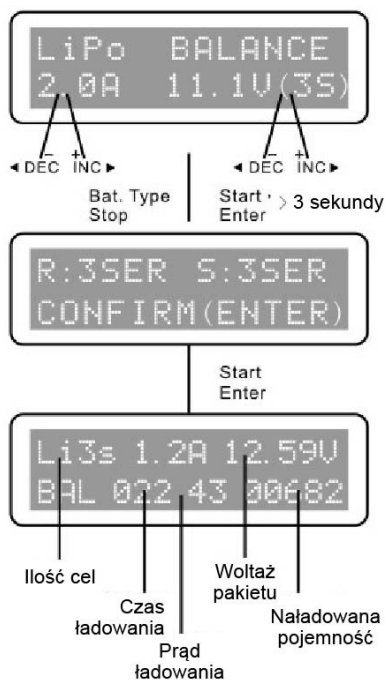 LiPo BALANCE
2.0A 11.1V(3S)
- + - +
◄ DEC INC ► ◄ DEC INC ►
Bat. Type Start
Stop Enter > 3 sekundy
R:3SER S:3SER
CONFIRM(ENTER)
Start
Enter
Li3s 1.2A 12.59V
BAL 022 43 00682
Ilość cel
Czas
ładowania
Prąd
ładowania
Woltaż
pakietu
Naładowana
pojemność